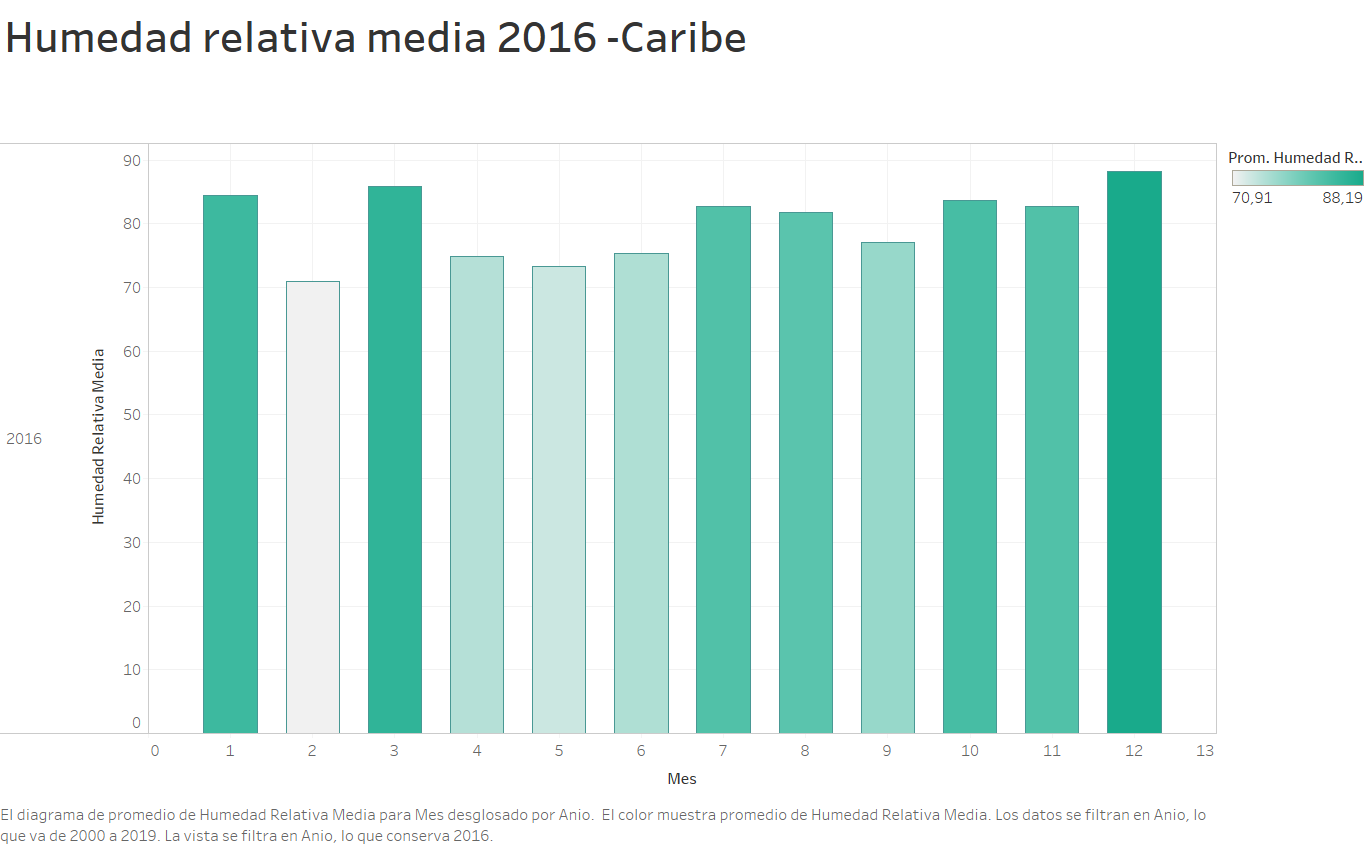 Humedad relativa media 2016 -Caribe
Prom. Humedad R..
70,91 88,19
2016
Humedad Relativa Media
90
80
70
60
50
40
30
20
10
0
0 1 2 3 4 5 6 7 8 9 10 11 12 13
Mes
El diagrama de promedio de Humedad Relativa Media para Mes desglosado por Anio.  El color muestra promedio de Humedad Relativa Media. Los datos se filtran en Anio, lo
que va de 2000 a 2019. La vista se filtra en Anio, lo que conserva 2016.